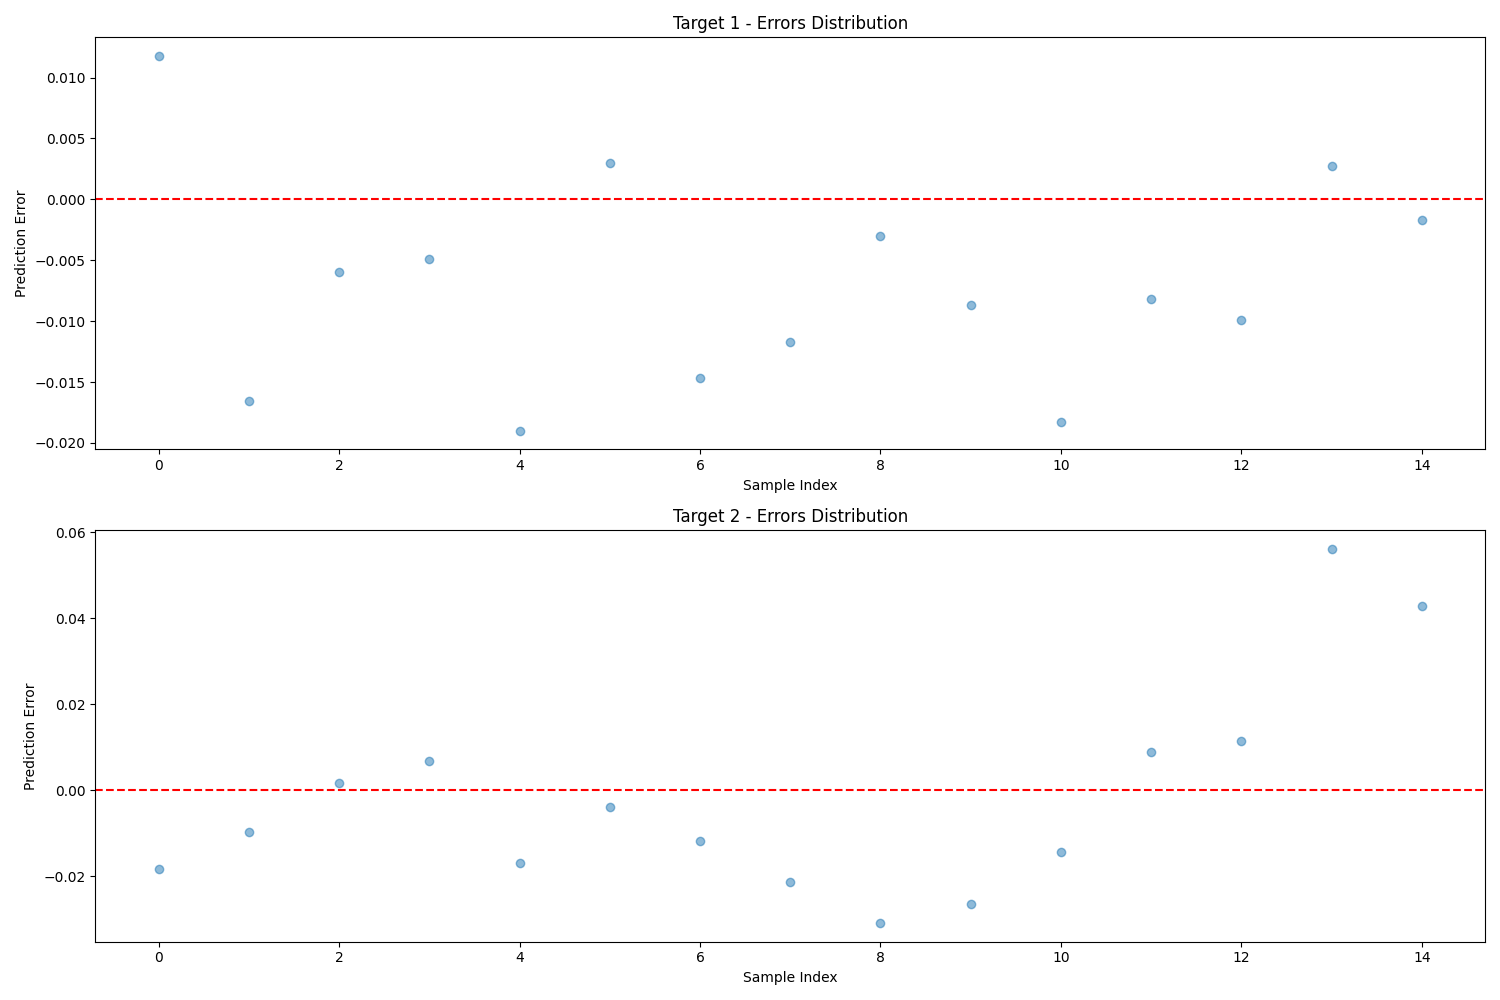 Target 1 - Errors Distribution
Prediction Error
0.010
0.005
0.000
−0.005
−0.010
−0.015
−0.020
0 2 4 6 8 10 12 14
Sample Index
Target 2 - Errors Distribution
Prediction Error
0.06
0.04
0.02
0.00
−0.02
0 2 4 6 8 10 12 14
Sample Index